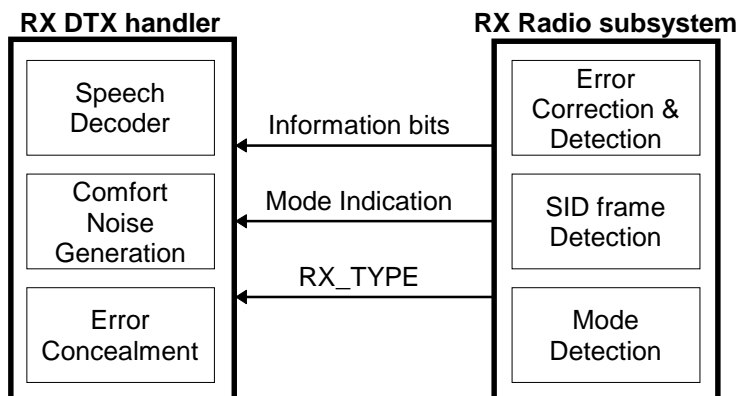 RX DTX handler
RX Radio subsystem
Speech
Decoder
Comfort
Noise
Generation
Error
Concealment
Information bits
Mode Indication
RX_TYPE
Error
Correction &
Detection
SID frame
Detection
Mode
Detection